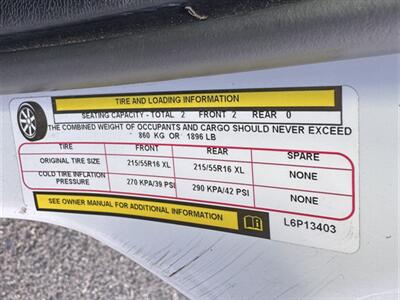 TIRE AND LOADING INFORMATION
SEATING CAPACITY - TOTAL 2 FRONT 2 REAR 0
THE COMBINED WEIGHT OF OCCUPANTS AND CARGO SHOULD NEVER EXCEED
860 KG OR 1896 LB
TIRE FRONT REAR SPARE
ORIGINAL TIRE SIZE 215/55R16 XL 215/55R16 XL NONE
COLD TIRE INFLATION PRESSURE 270 KPA/39 PSI 290 KPA/42 PSI NONE
SEE OWNER MANUAL FOR ADDITIONAL INFORMATION
L6P13403